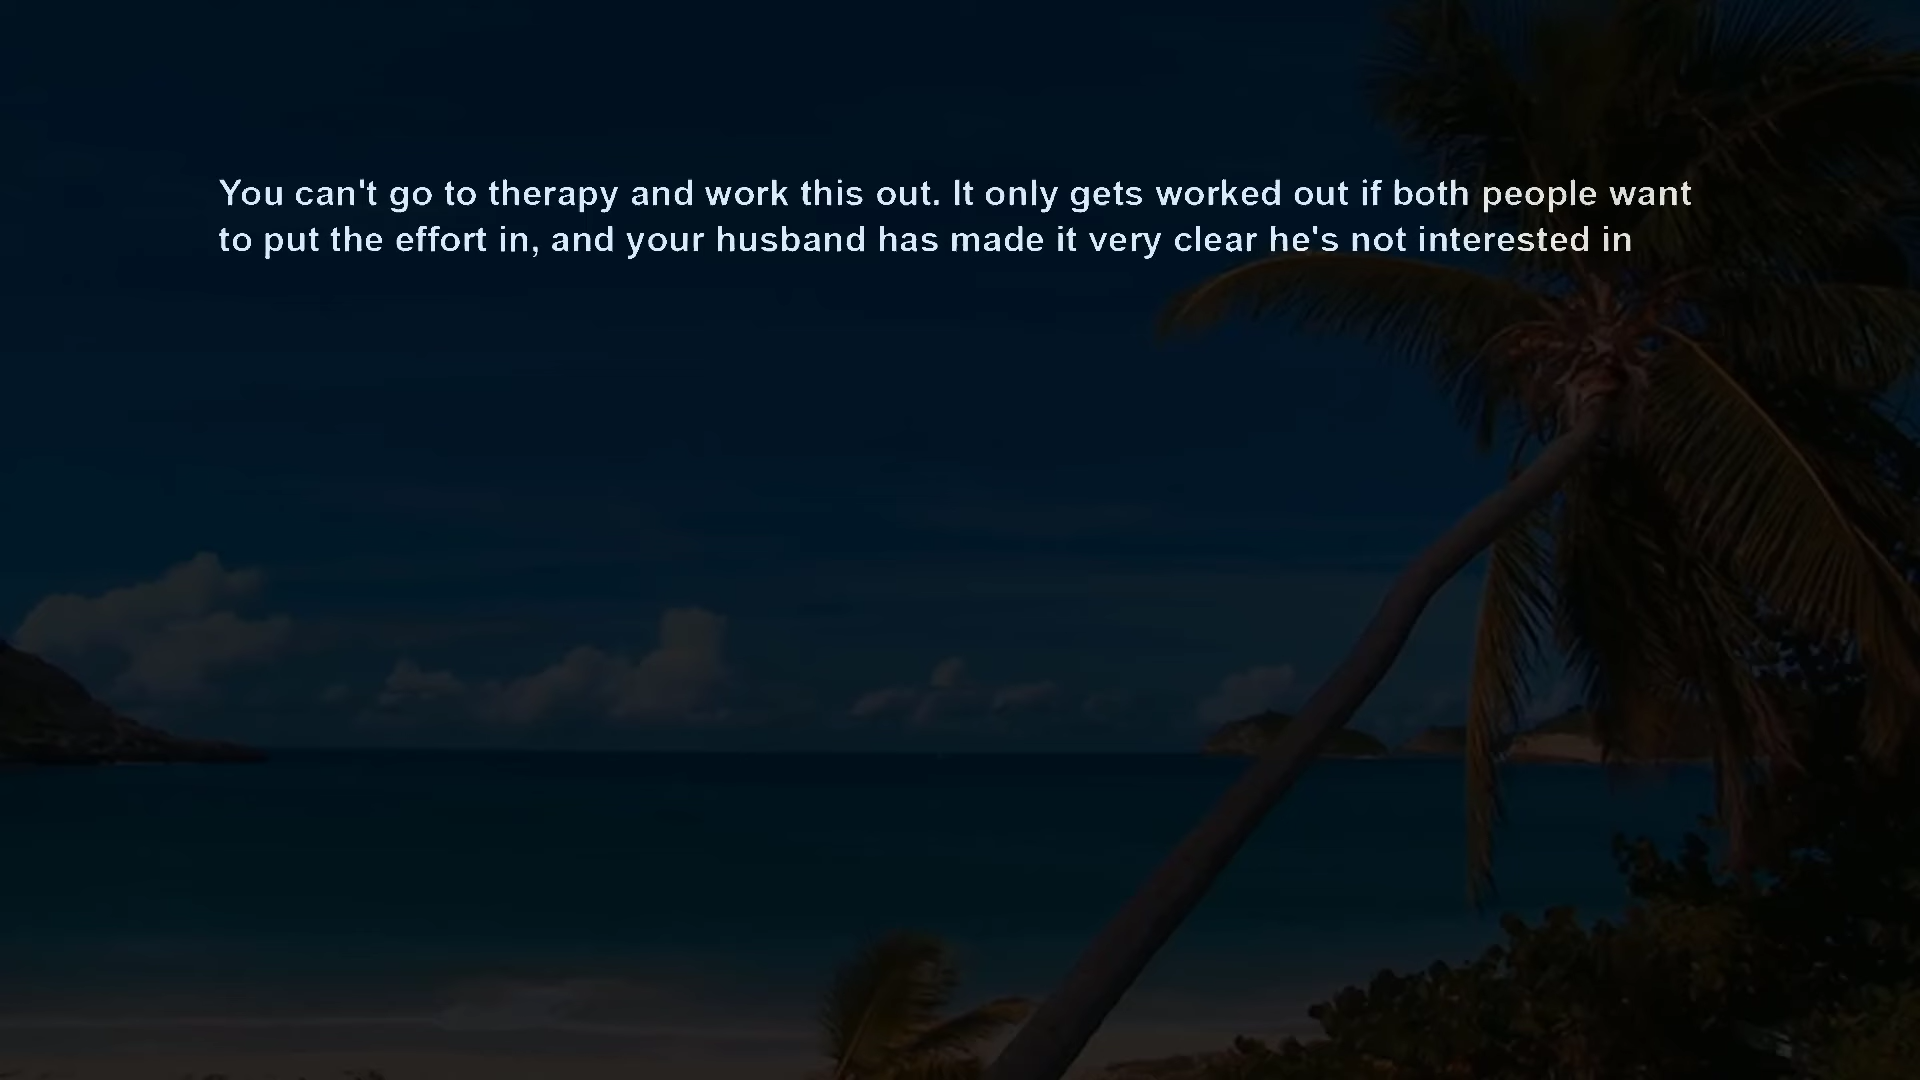 You can't go to therapy and work this out. It only gets worked out if both people want
to put the effort in, and your husband has made it very clear he's not interested in